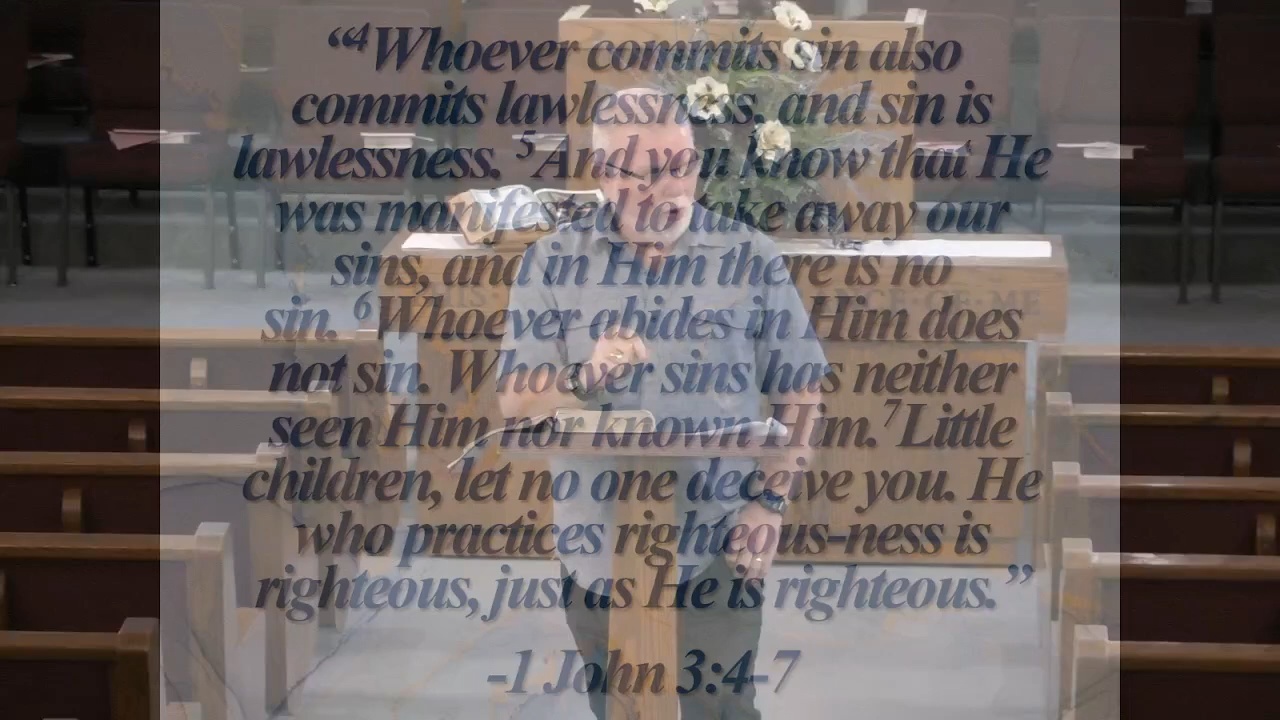 “⁴Whoever commits sin also
commits lawlessness, and sin is
lawlessness. ⁵And you know that He
was manifested to take away our
sins, and in Him there is no
sin. ⁶Whoever abides in Him does
not sin. Whoever sins has neither
seen Him nor known Him.⁷Little
children, let no one deceive you. He
who practices righteous-ness is
righteous, just as He is righteous.”
-1 John 3:4-7